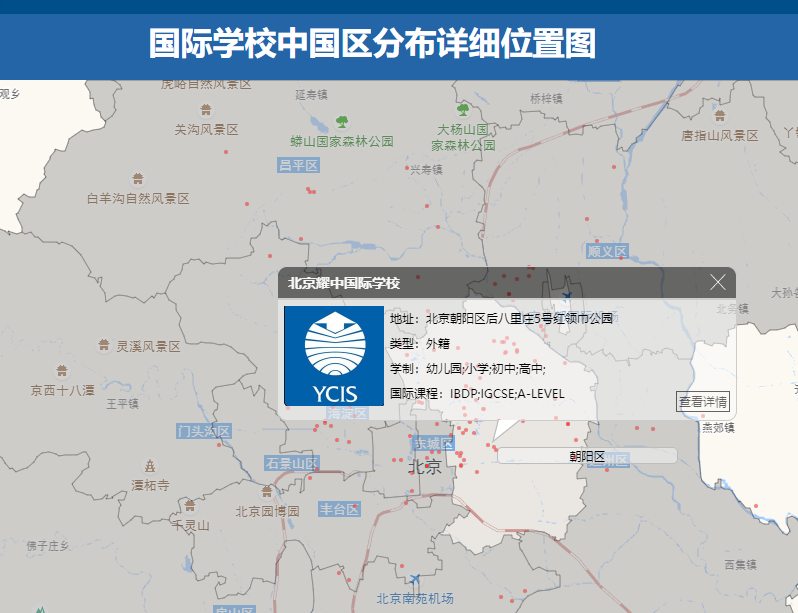 国际学校中国区分布详细位置图
虎峪自然风景区
观乡
延寿镇
桥梓镇
关沟风景区
蟒山国家森林公园
大杨山国
家森林公园
唐指山风景区
昌平区
兴寿镇
白羊沟自然风景区
顺义区
北京耀中国际学校
地址：北京朝阳区后八里庄5号红领巾公园
类型：外籍
学制：幼儿园;小学;初中;高中;
国际课程：IBDP;IGCSE;A-LEVEL
YCIS
查看详情
灵溪风景区
京西十八潭
王平镇
海淀区
门头沟区
东城区
燕郊镇
朝阳区
石景山区
北京
潭柘寺
北京园博园
丰台区
千灵山
佛子庄乡
西集镇
北京南苑机场
房山区